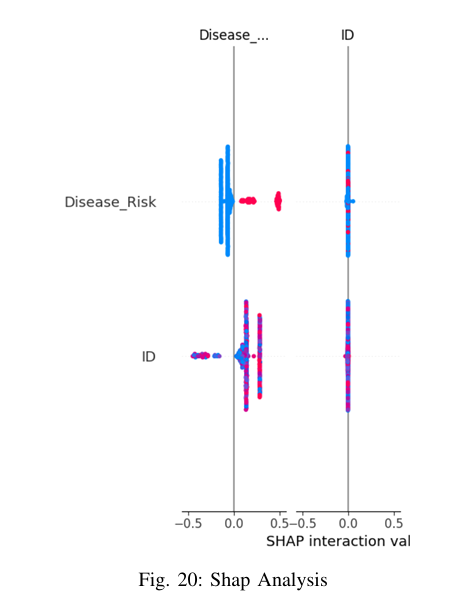 Disease_... ID
Disease_Risk
ID
−0.5 0.0 0.5 −0.5 0.0 0.5
SHAP interaction val
Fig. 20: Shap Analysis